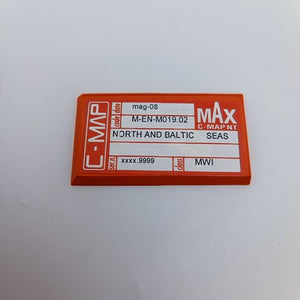 C-MAP
mag-08
M-EN-M019.02
MAX
C-MAP NT
NORTH AND BALTIC SEAS
xxxx.9999
MWI